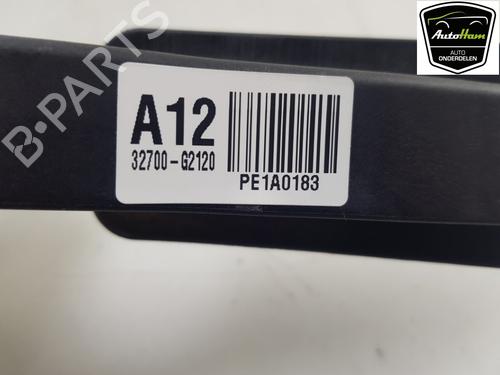 AutoHam
AUTO
ONDERDELEN
B-PARTS
A12
32700-G2120
PE1A0183